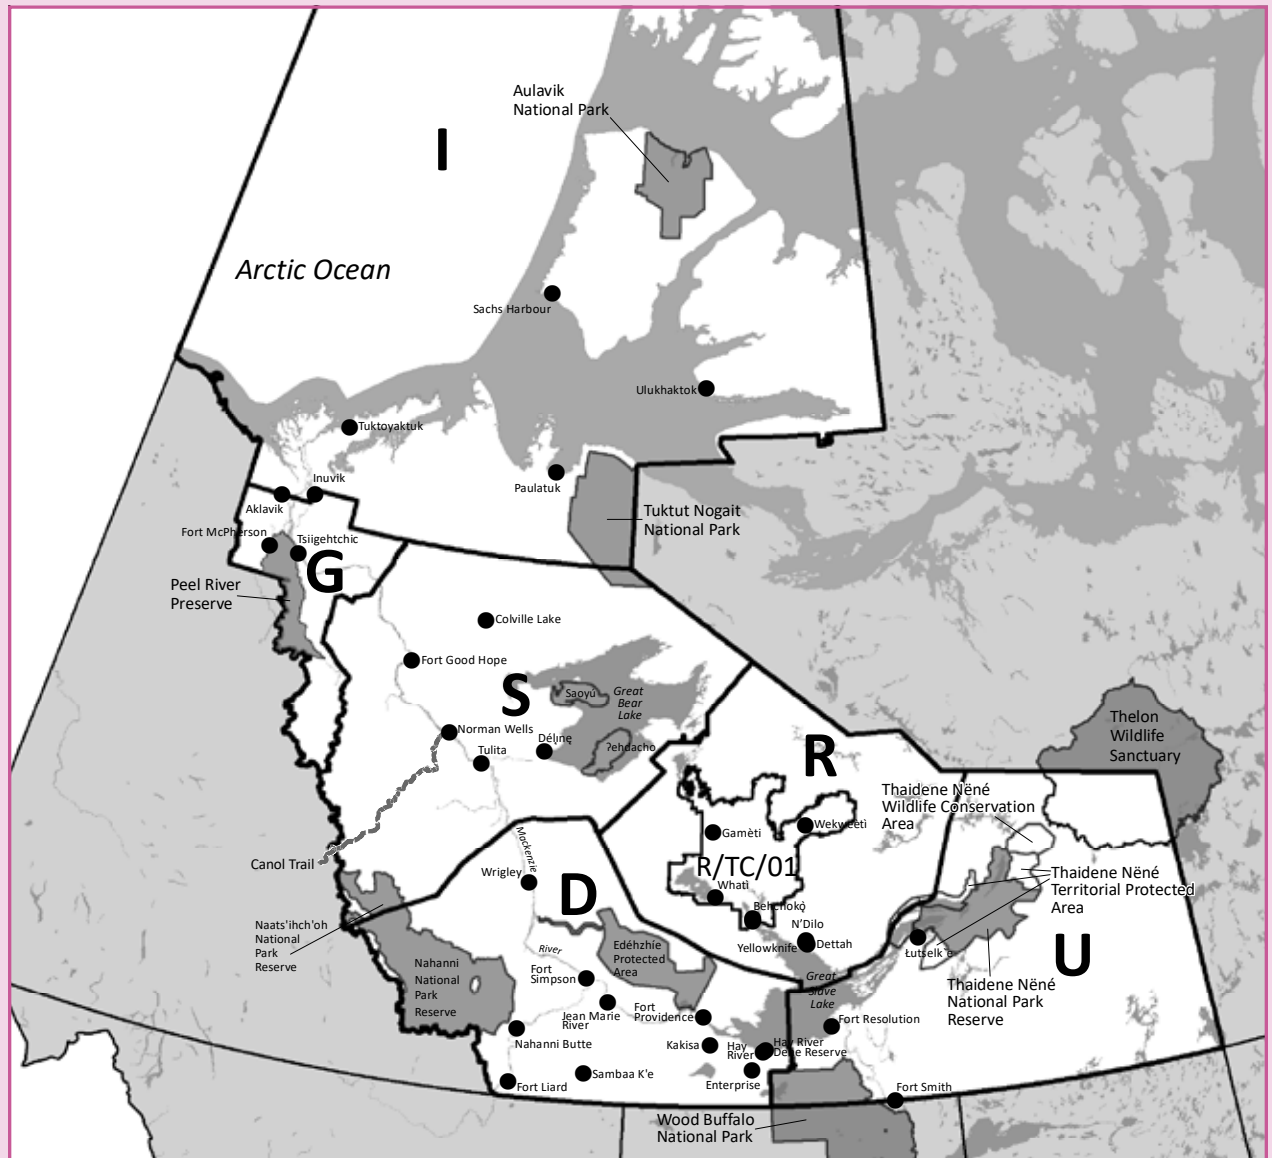 Aulavik
National Park
I
Arctic Ocean
Sachs Harbour
Ulukhaktok
Tuktoyaktuk
Inuvik
Paulatuk
Aklavik
Tuktut Nogait
National Park
Fort McPherson
Tsiigehtchic
G
Peel River
Preserve
Colville Lake
Fort Good Hope
S
Saoyú
Great
Bear
Lake
Thelon
Wildlife
Sanctuary
Norman Wells
Délı̨nę
Ɂehdacho
Tulita
R
Thaidene Nëné
Wildlife Conservation
Area
Wekweètì
Gamètì
Mackenzie
Canol Trail
R/TC/01
Wrigley
Whatì
Thaidene Nëné
Territorial Protected
Area
D
Behchokǫ̀
N'Dilo
Naats'ihch'oh
National
Park
Reserve
River
Edéhzhíe
Protected
Area
Yellowknife
Dettah
Łutselk'e
U
Nahanni
National
Park
Reserve
Fort
Simpson
Great
Slave
Lake
Thaidene Nëné
National Park
Reserve
Jean Marie
River
Fort
Providence
Fort Resolution
Nahanni Butte
Kakisa
Hay
River
Hay River
Dene Reserve
Sambaa K'e
Enterprise
Fort Liard
Fort Smith
Wood Buffalo
National Park